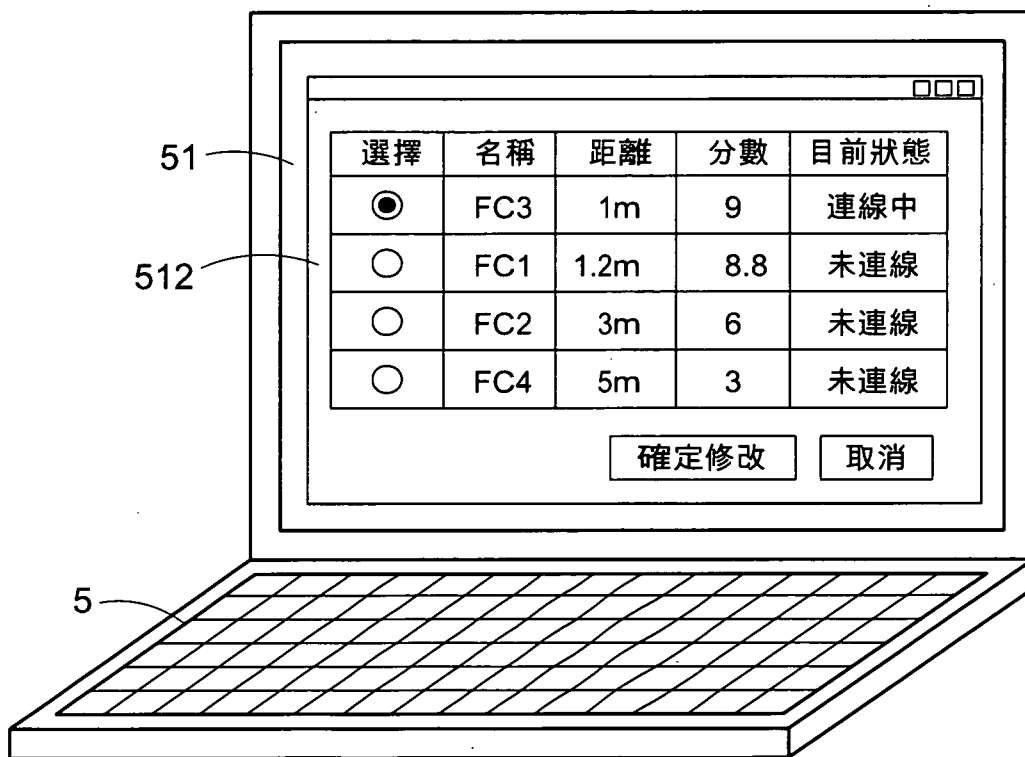 選擇 名稱 距離 分數 目前狀態
51
FC3 1m 9 連線中
512
FC1 1.2m 8.8 未連線
FC2 3m 6 未連線
FC4 5m 3 未連線
確定修改 取消
5